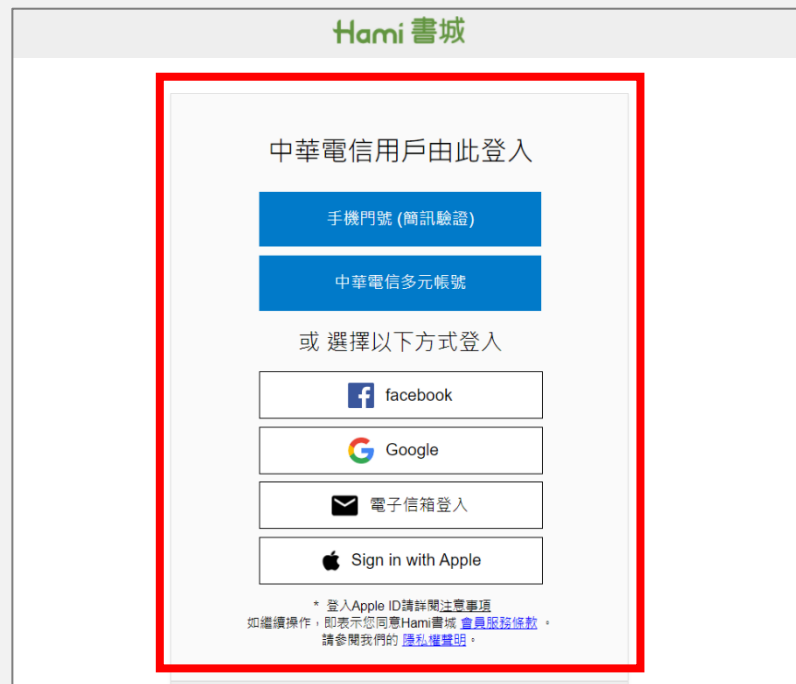 Hami 書城
中華電信用戶由此登入
手機門號 (簡訊驗證)
中華電信多元帳號
或 選擇以下方式登入
facebook
Google
電子信箱登入
Sign in with Apple
* 登入Apple ID請詳閱注意事項
如繼續操作，即表示您同意Hami書城 會員服務條款 。
請參閱我們的 隱私權聲明。